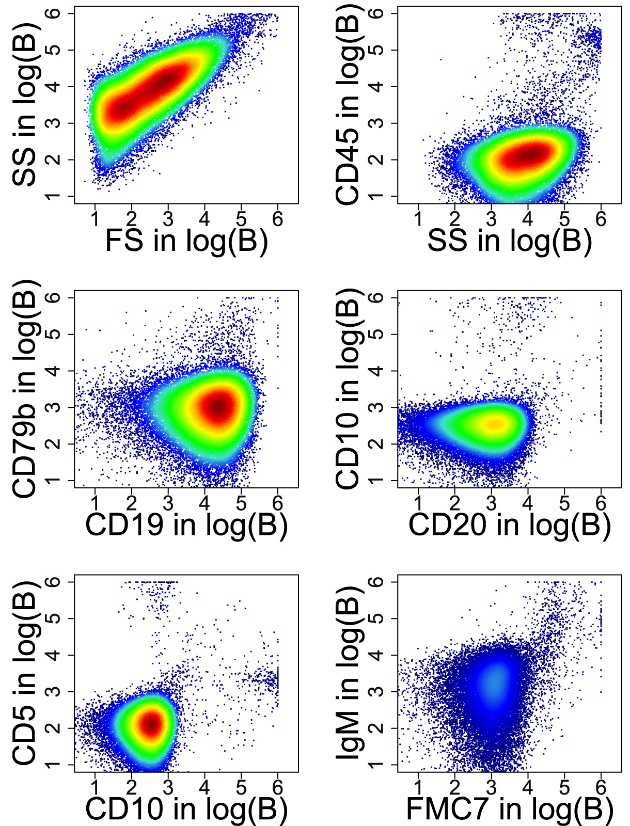 SS in log(B)
1 2 3 4 5 6
1 2 3 4 5 6
FS in log(B)
CD45 in log(B)
1 2 3 4 5 6
1 2 3 4 5 6
SS in log(B)
CD79b in log(B)
1 2 3 4 5 6
1 2 3 4 5 6
CD19 in log(B)
CD10 in log(B)
1 2 3 4 5 6
1 2 3 4 5 6
CD20 in log(B)
CD5 in log(B)
1 2 3 4 5 6
1 2 3 4 5 6
CD10 in log(B)
IgM in log(B)
1 2 3 4 5 6
1 2 3 4 5 6
FMC7 in log(B)